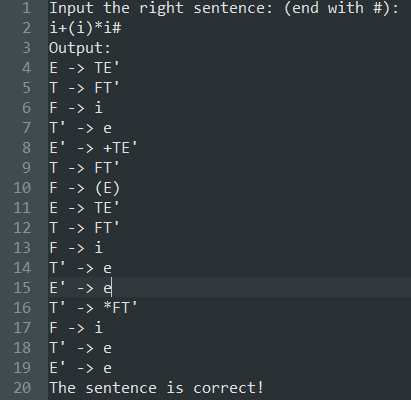 1 Input the right sentence: (end with #):
2 i+(i)*i#
3 Output:
4 E -> TE'
5 T -> FT'
6 F -> i
7 T' -> e
8 E' -> +TE'
9 T -> FT'
10 F -> (E)
11 E -> TE'
12 T -> FT'
13 F -> i
14 T' -> e
15 E' -> e
16 T' -> *FT'
17 F -> i
18 T' -> e
19 E' -> e
20 The sentence is correct!